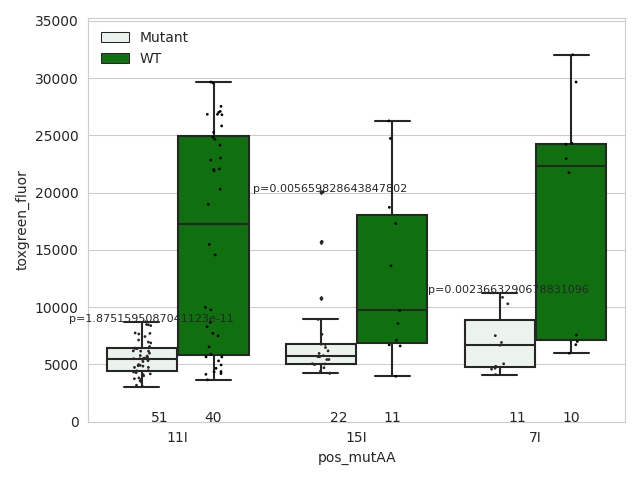 35000
30000
25000
20000
15000
10000
5000
0
toxgreen_fluor
Mutant
WT
p=1.8751595087041123e-11
p=0.005659828643847802
p=0.0023663290678831096
51 40 22 11 11 10
11I 15I 7I
pos_mutAA